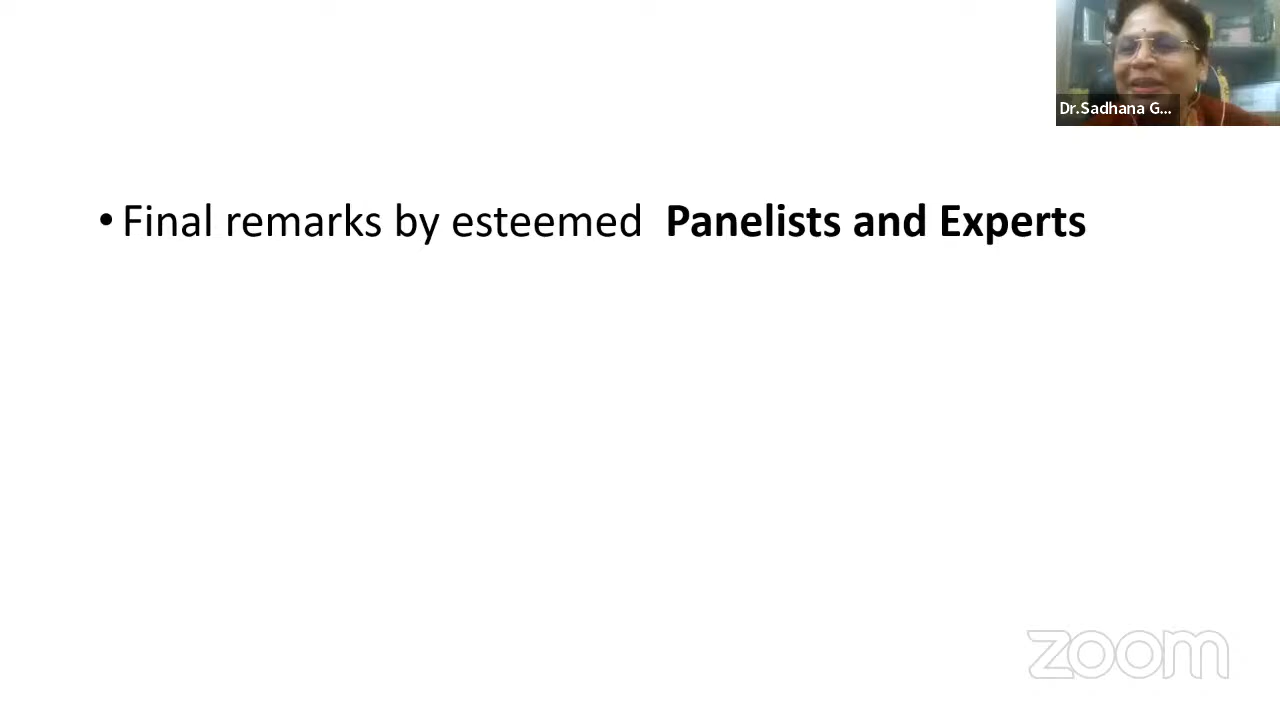 Dr.Sadhana G...
• Final remarks by esteemed  Panelists and Experts
zoom